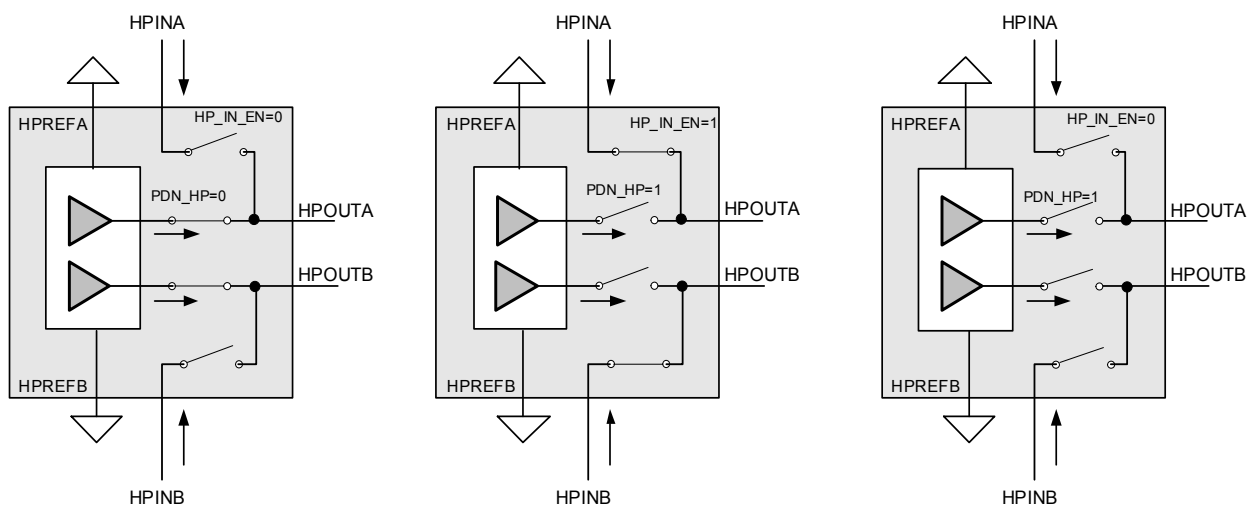 HPINA
HPREFA
HP_IN_EN=0
PDN_HP=0
HPOUTA
HPOUTB
HPREFB
HPINB
HPINA
HPREFA
HP_IN_EN=1
PDN_HP=1
HPOUTA
HPOUTB
HPREFB
HPINB
HPINA
HPREFA
HP_IN_EN=0
PDN_HP=1
HPOUTA
HPOUTB
HPREFB
HPINB